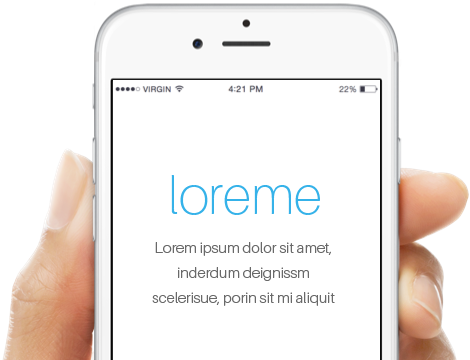 VIRGIN 4:21 PM 22%
loreme
Lorem ipsum dolor sit amet,
inderdum deignissm
scelerisue, porin sit mi aliquit